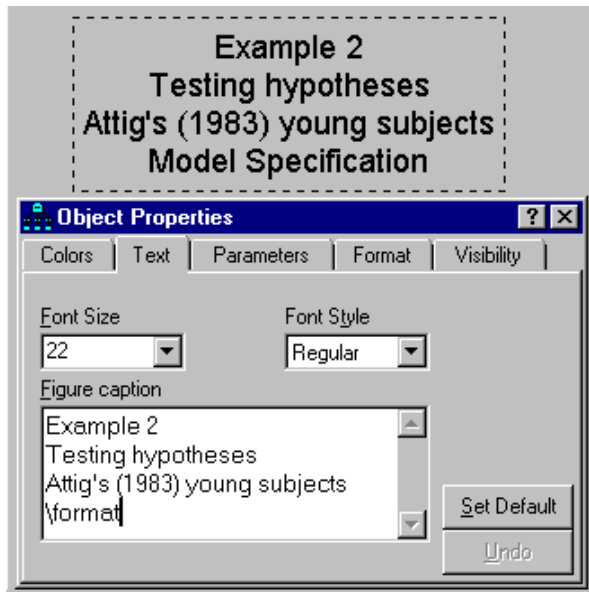 Example 2
Testing hypotheses
Attig's (1983) young subjects
Model Specification
Object Properties
Colors Text Parameters Format Visibility
Font Size Font Style
22 Regular
Figure caption
Example 2
Testing hypotheses
Attig's (1983) young subjects
\format
Set Default
Undo